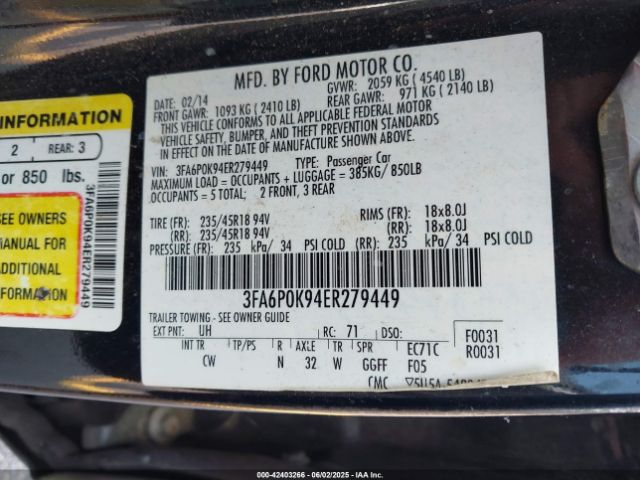 MFD. BY FORD MOTOR CO.
DATE: 02/14 GVWR: 2059 KG ( 4540 LB)
FRONT GAWR: 1093 KG ( 2410 LB) REAR GAWR: 971 KG ( 2140 LB)
THIS VEHICLE CONFORMS TO ALL APPLICABLE FEDERAL MOTOR
VEHICLE SAFETY, BUMPER, AND THEFT PREVENTION STANDARDS
IN EFFECT ON THE DATE OF MANUFACTURE SHOWN ABOVE.
VIN: 3FA6P0K94ER279449 TYPE: Passenger Car
MAXIMUM LOAD = OCCUPANTS + LUGGAGE = 385KG/ 850LB
OCCUPANTS = 5 TOTAL: 2 FRONT, 3 REAR
TIRE (FR): 235/45R18 94V RIMS (FR): 18x8.0J
(RR): 235/45R18 94V (RR): 18x8.0J
PRESSURE (FR): 235 kPa/ 34 PSI COLD (RR): 235 kPa/ 34 PSI COLD
3FA6P0K94ER279449
TRAILER TOWING - SEE OWNER GUIDE
EXT PNT: UH RC: 71 DSO: F0031
R0031
INT TR TP/PS R AXLE TR SPR EC71C
CW N 32 W GGFF F05
CMC
INFORMATION
2 REAR: 3
or 850 lbs.
SEE OWNERS
MANUAL FOR
ADDITIONAL
INFORMATION
3FA6P0K94ER279449
000-42403266 - 06/02/2025 - IAAI.COM